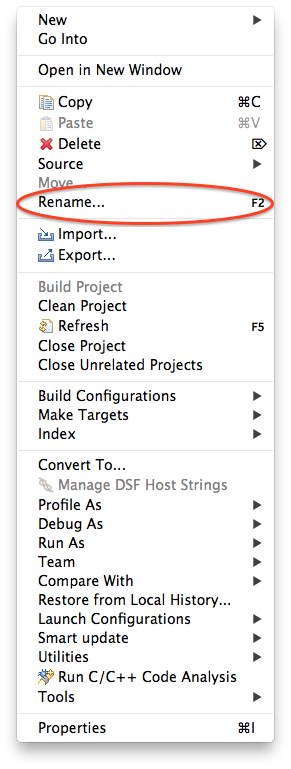 New
Go Into
Open in New Window
Copy ⌘C
Paste ⌘V
Delete ⌦
Source
Move...
Rename... F2
Import...
Export...
Build Project
Clean Project
Refresh F5
Close Project
Close Unrelated Projects
Build Configurations
Make Targets
Index
Convert To...
Manage DSF Host Strings
Profile As
Debug As
Run As
Team
Compare With
Restore from Local History...
Launch Configurations
Smart update
Utilities
Run C/C++ Code Analysis
Tools
Properties ⌘I